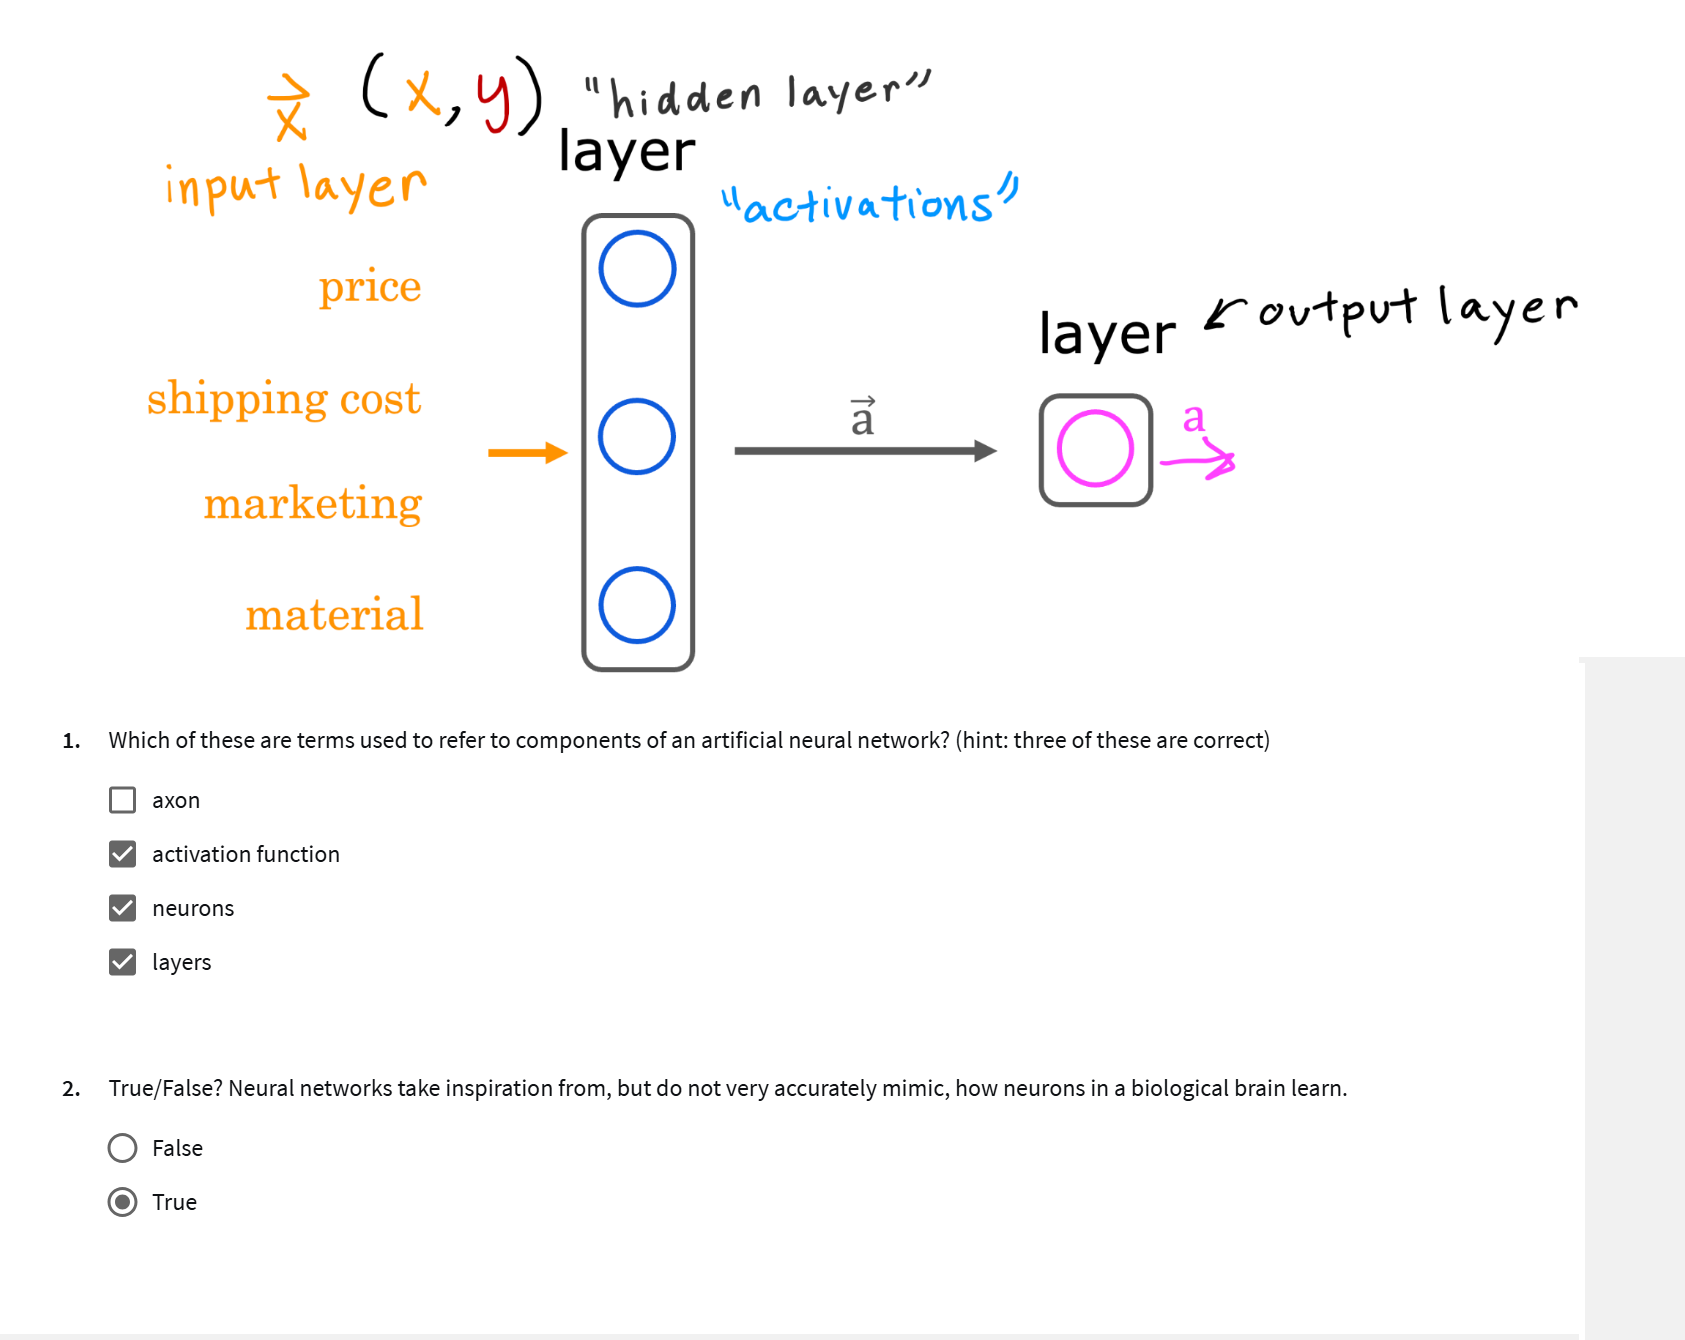 x⃗ (x, y) "hidden layer"
layer
input layer
"activations"
price
layer ↙ output layer
shipping cost
a⃗
a
marketing
material
1. Which of these are terms used to refer to components of an artificial neural network? (hint: three of these are correct)
axon
activation function
neurons
layers
2. True/False? Neural networks take inspiration from, but do not very accurately mimic, how neurons in a biological brain learn.
False
True